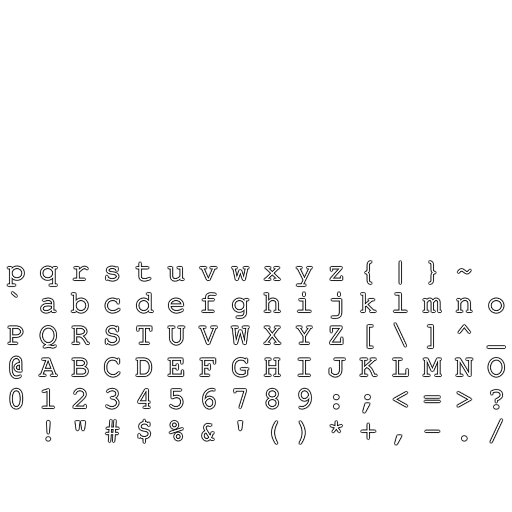 p q r s t u v w x y z { | } ~
` a b c d e f g h i j k l m n o
P Q R S T U V W X Y Z [ \ ] ^ _
@ A B C D E F G H I J K L M N O
0 1 2 3 4 5 6 7 8 9 : ; < = > ?
! " # $ % & ' ( ) * + , - . /